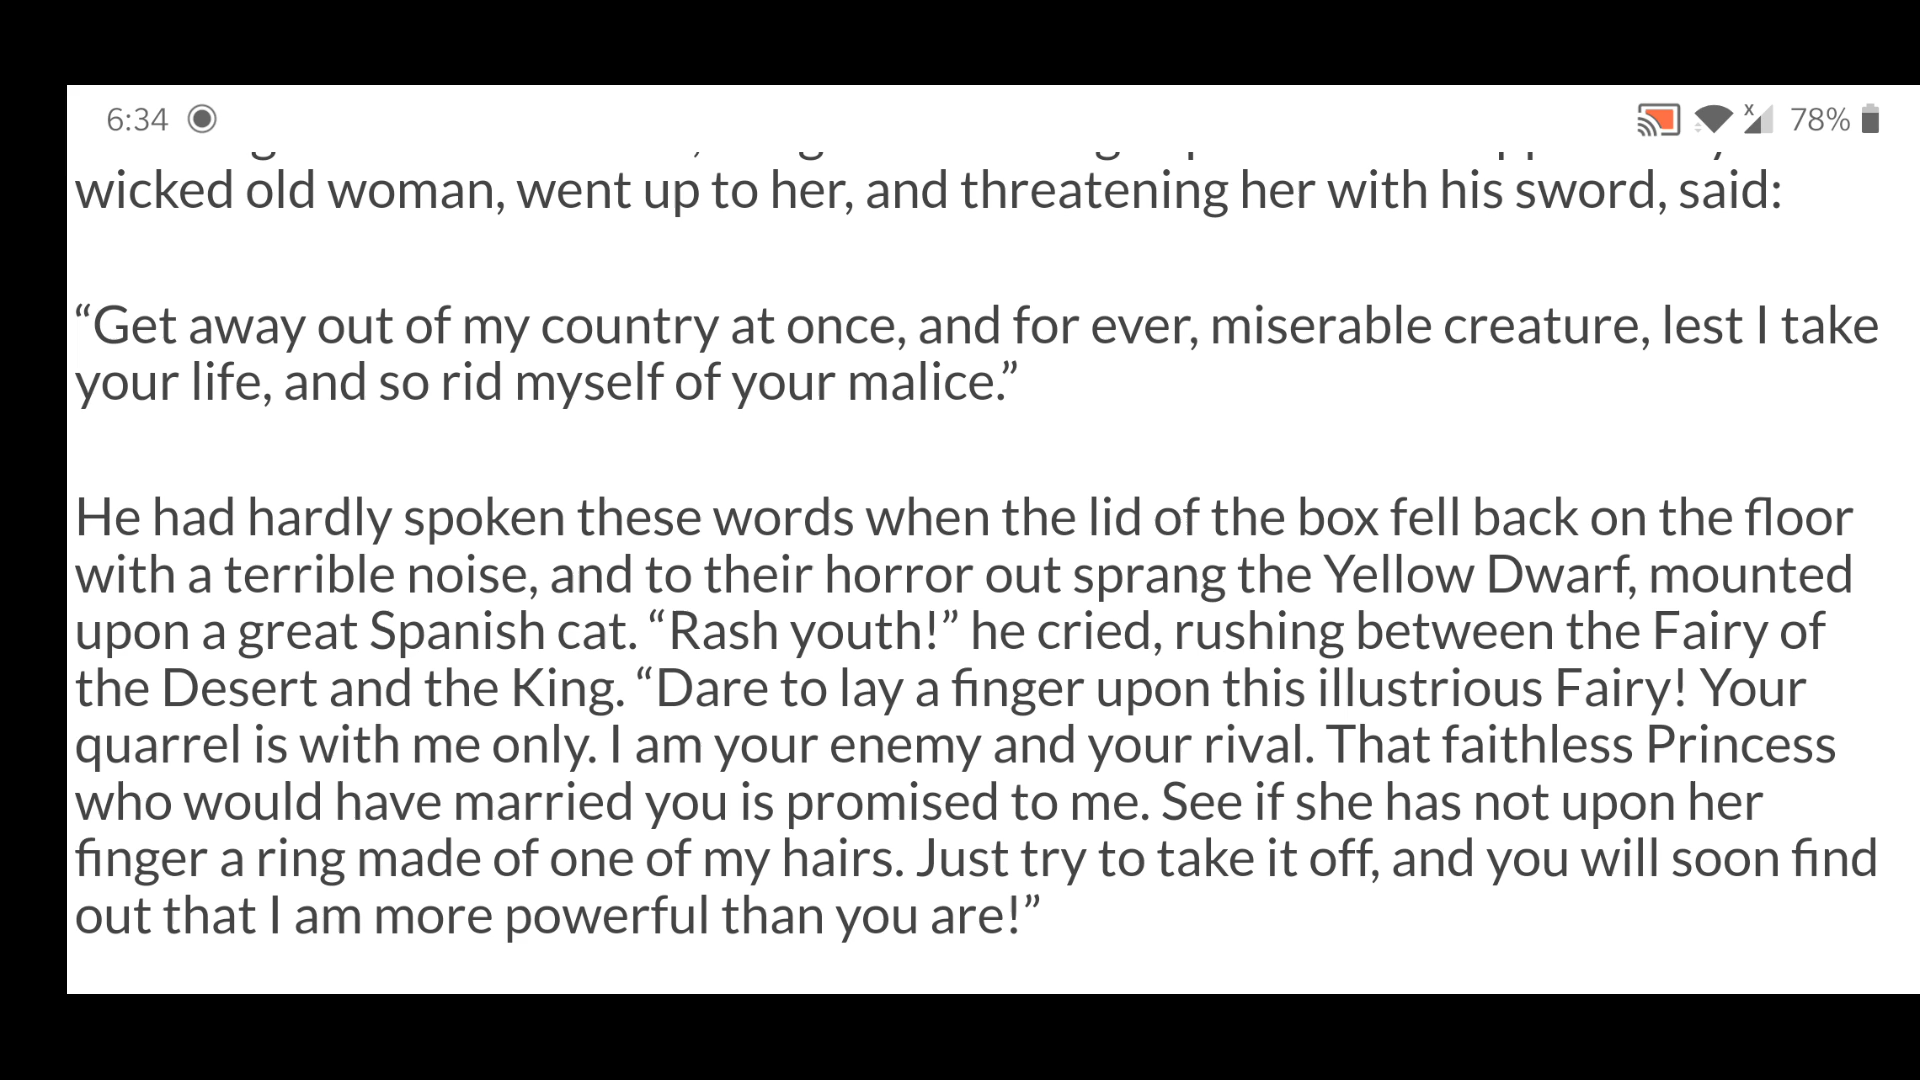 6:34
78%
wicked old woman, went up to her, and threatening her with his sword, said:
“Get away out of my country at once, and for ever, miserable creature, lest I take
your life, and so rid myself of your malice.”
He had hardly spoken these words when the lid of the box fell back on the floor
with a terrible noise, and to their horror out sprang the Yellow Dwarf, mounted
upon a great Spanish cat. “Rash youth!” he cried, rushing between the Fairy of
the Desert and the King. “Dare to lay a finger upon this illustrious Fairy! Your
quarrel is with me only. I am your enemy and your rival. That faithless Princess
who would have married you is promised to me. See if she has not upon her
finger a ring made of one of my hairs. Just try to take it off, and you will soon find
out that I am more powerful than you are!”